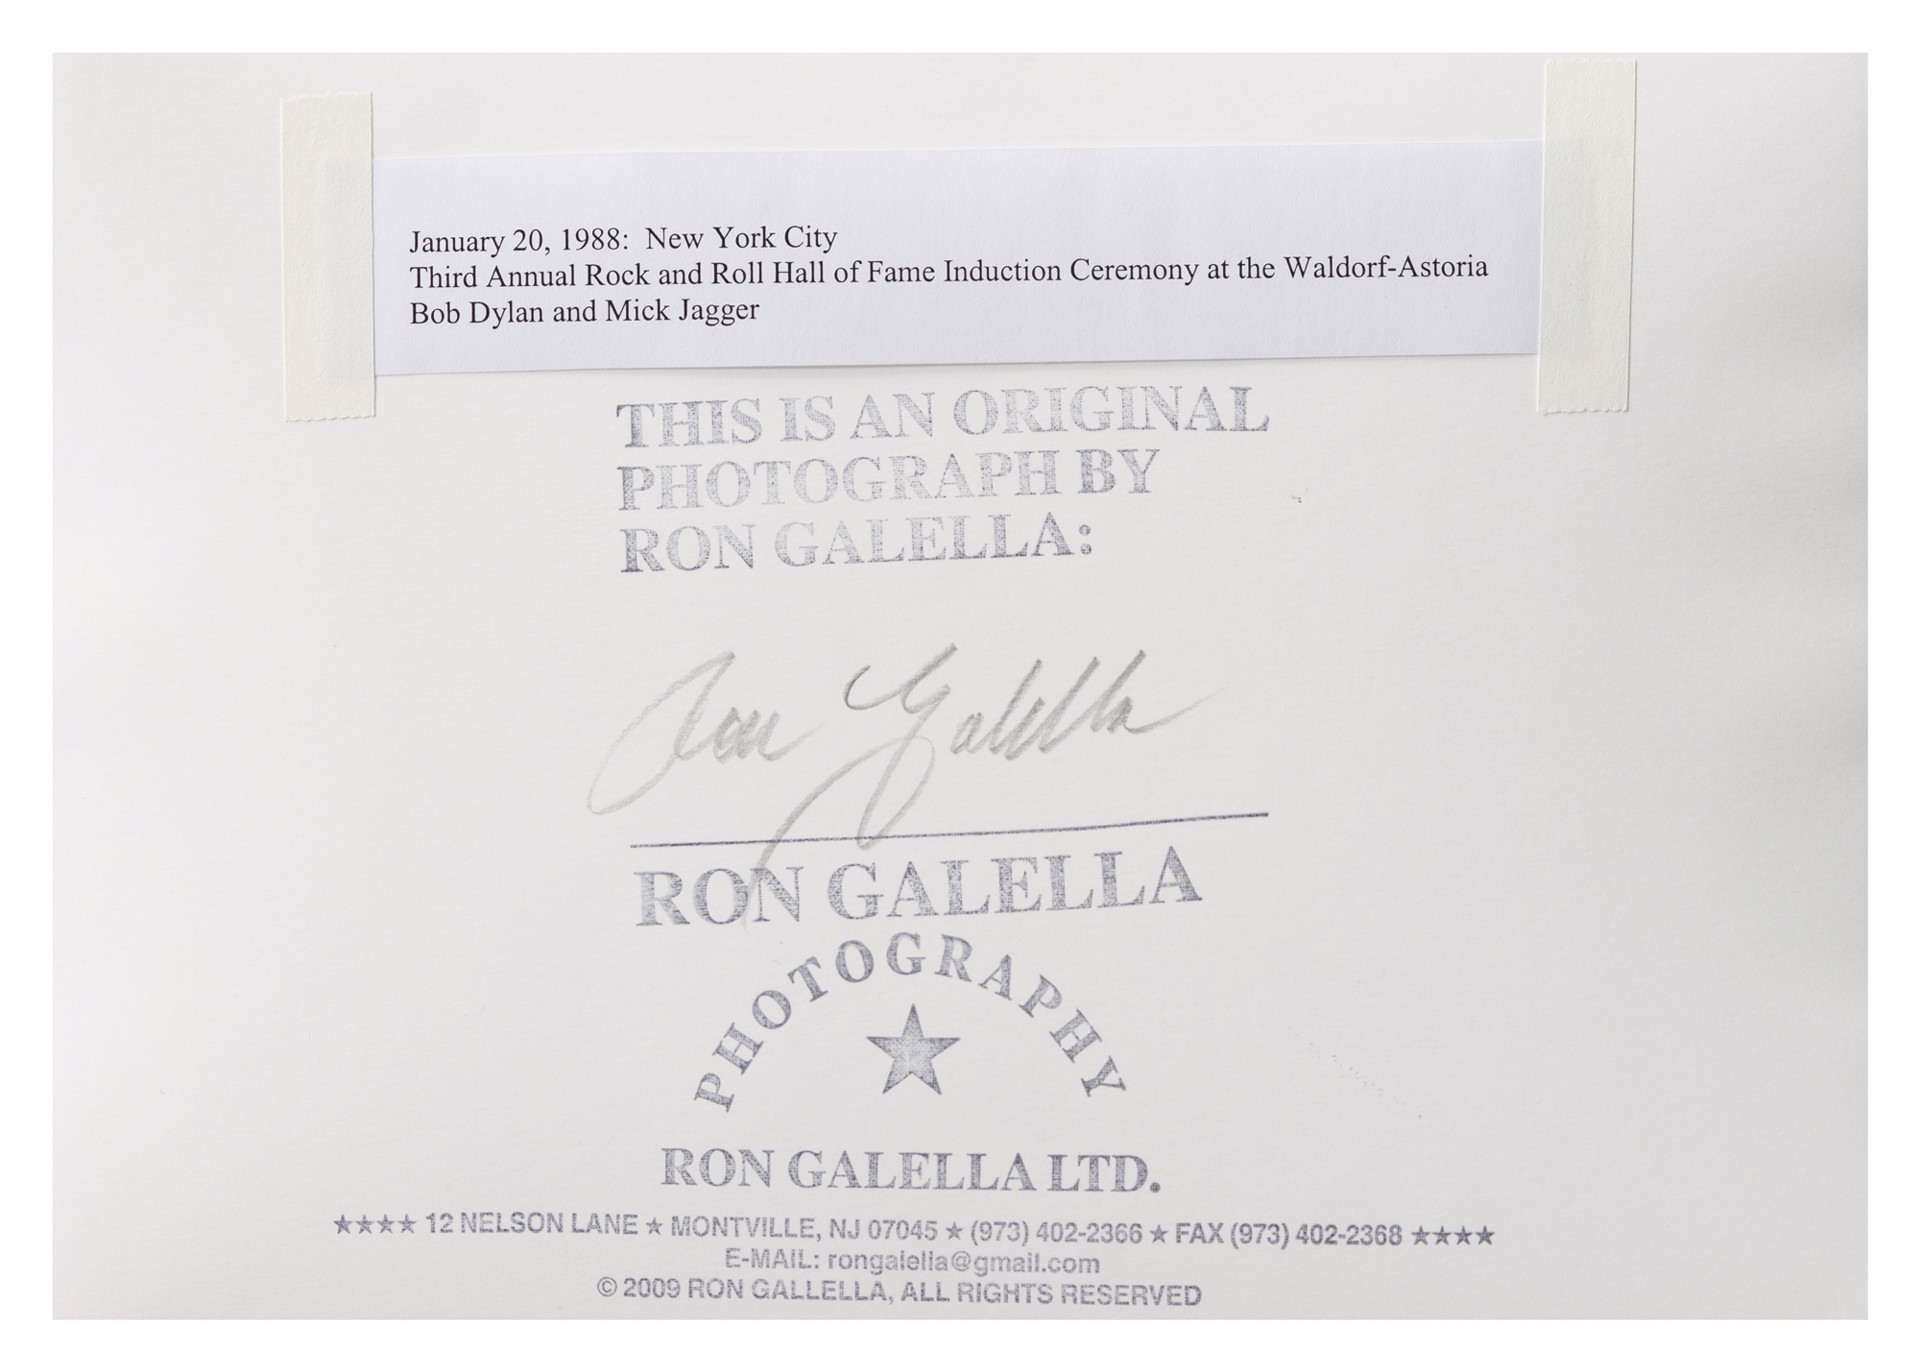 January 20, 1988: New York City
Third Annual Rock and Roll Hall of Fame Induction Ceremony at the Waldorf-Astoria
Bob Dylan and Mick Jagger
THIS IS AN ORIGINAL
PHOTOGRAPH BY
RON GALELLA:
Ron Galella
RON GALELLA
PHOTOGRAPHY
RON GALELLA LTD.
★★★★ 12 NELSON LANE ★ MONTVILLE, NJ 07045 ★ (973) 402-2366 ★ FAX (973) 402-2368 ★★★★
E-MAIL: rongalella@gmail.com
© 2009 RON GALLELLA, ALL RIGHTS RESERVED